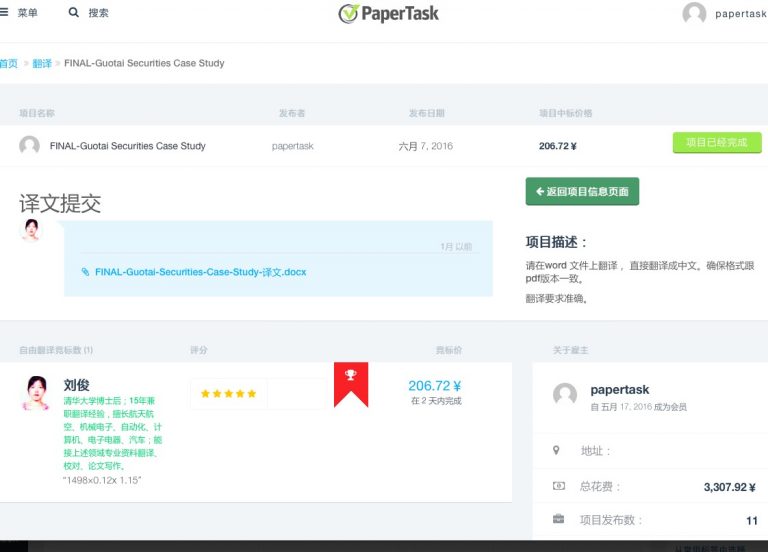 菜单 搜索 PaperTask papertask
首页 » 翻译 » FINAL-Guotai Securities Case Study
项目名称 发布者 发布日期 项目中标价格
FINAL-Guotai Securities Case Study papertask 六月 7, 2016 206.72 ¥ 项目已经完成
返回项目信息页面
译文提交
1月 以前
FINAL-Guotai-Securities-Case-Study-译文.docx
项目描述：
请在word 文件上翻译，直接翻译成中文。确保格式跟
pdf版本一致。
翻译要求准确。
自由翻译竞标数 (1) 评分 竞标价 关于雇主
刘俊
清华大学博士后；15年兼
职翻译经验，擅长航天航
空、机械电子、自动化、计
算机、电子电器、汽车；能
接上述领域专业资料翻译、
校对、论文写作。
“1498×0.12x 1.15”
206.72 ¥
在 2 天内完成
papertask
自 五月 17, 2016 成为会员
地址：
总花费： 3,307.92 ¥
项目发布数： 11